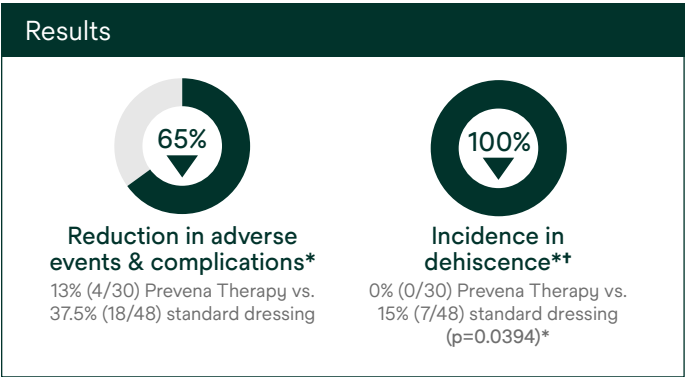 Results
65%
Reduction in adverse
events & complications*
13% (4/30) Prevena Therapy vs.
37.5% (18/48) standard dressing
100%
Incidence in
dehiscence*†
0% (0/30) Prevena Therapy vs.
15% (7/48) standard dressing
(p=0.0394)*